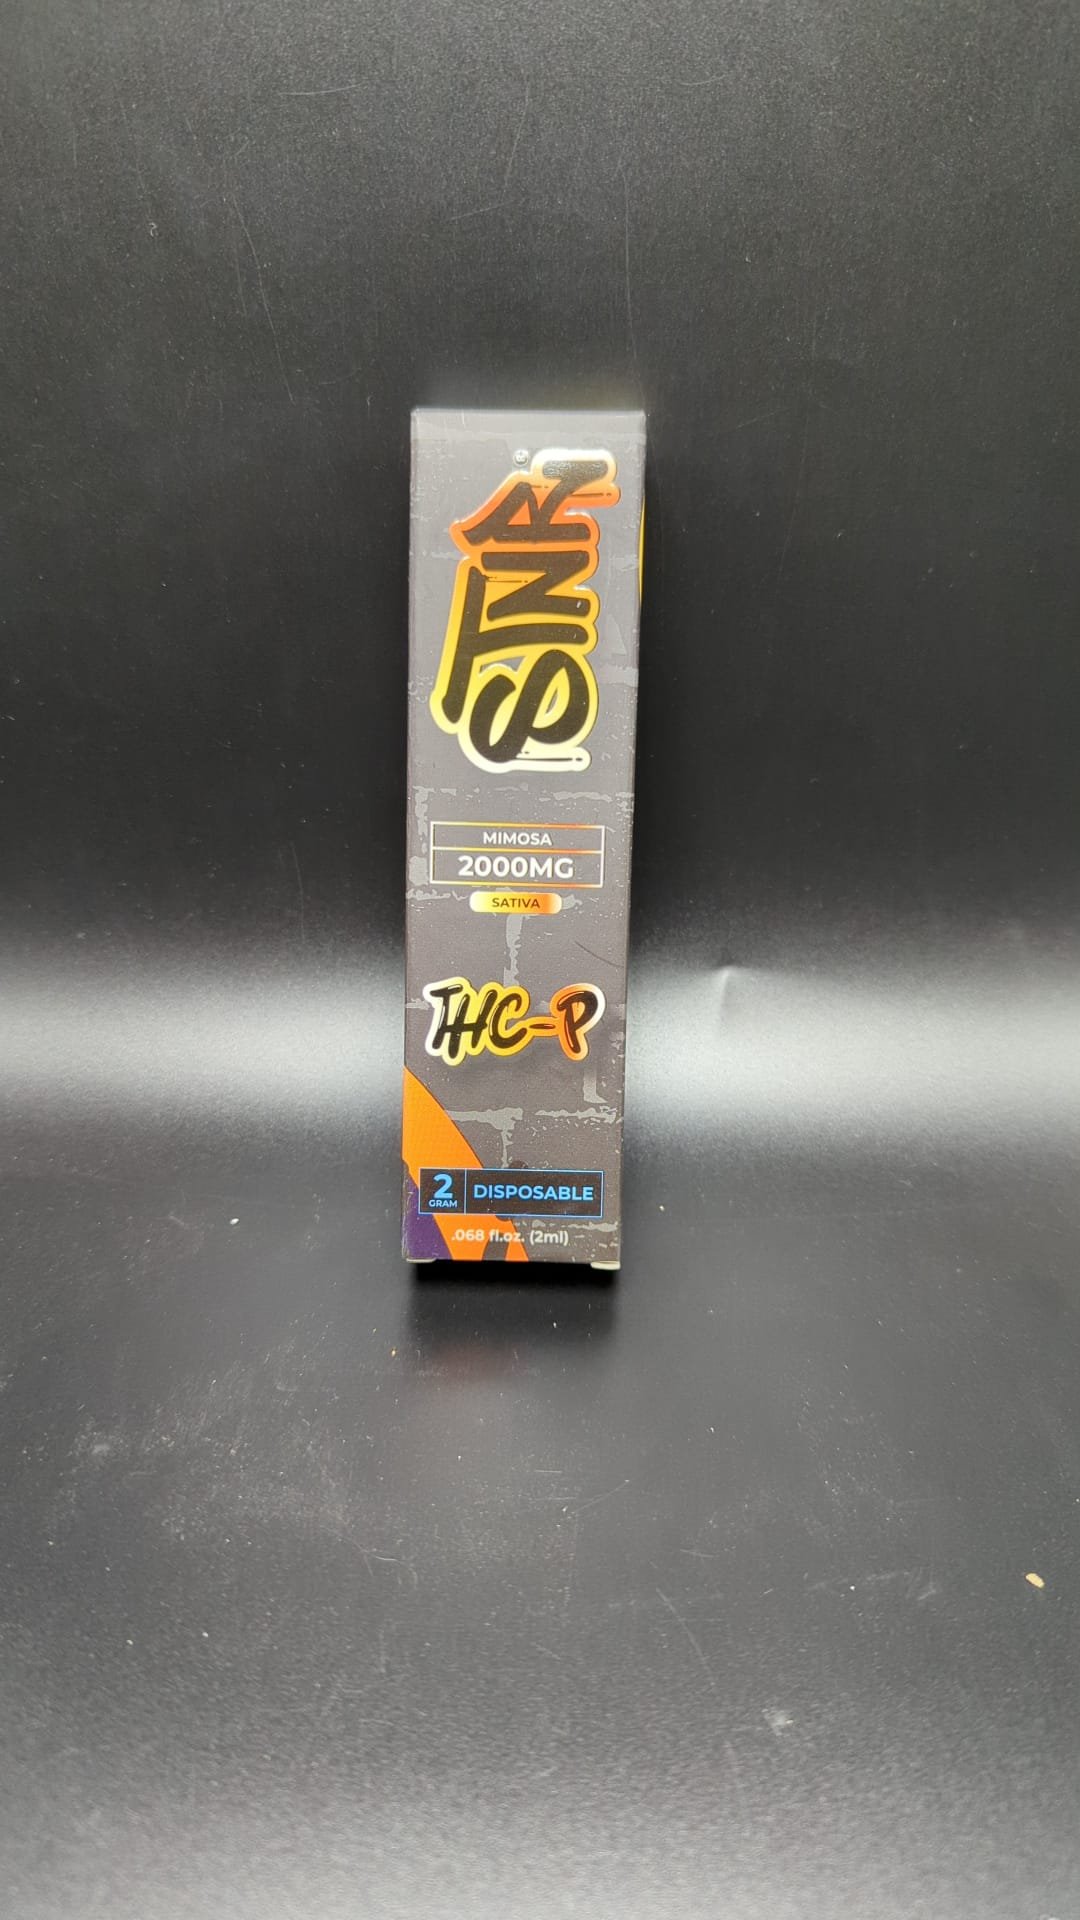 STNR®
MIMOSA
2000MG
SATIVA
THC-P
2 GRAM DISPOSABLE
.068 fl.oz. (2ml)